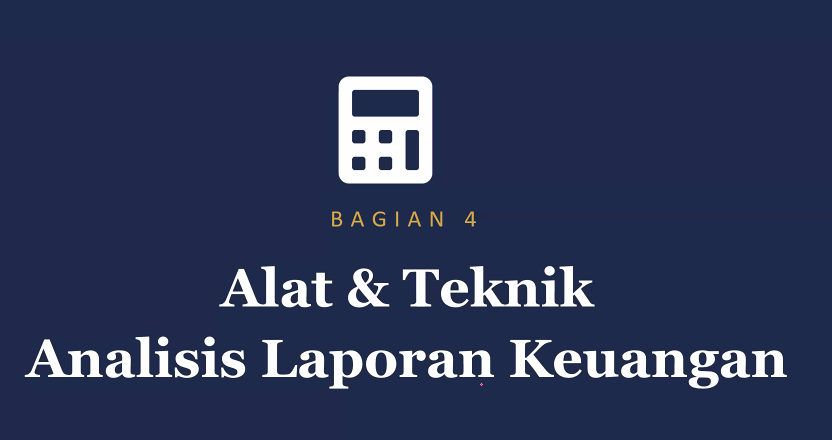 BAGIAN 4
Alat & Teknik
Analisis Laporan Keuangan